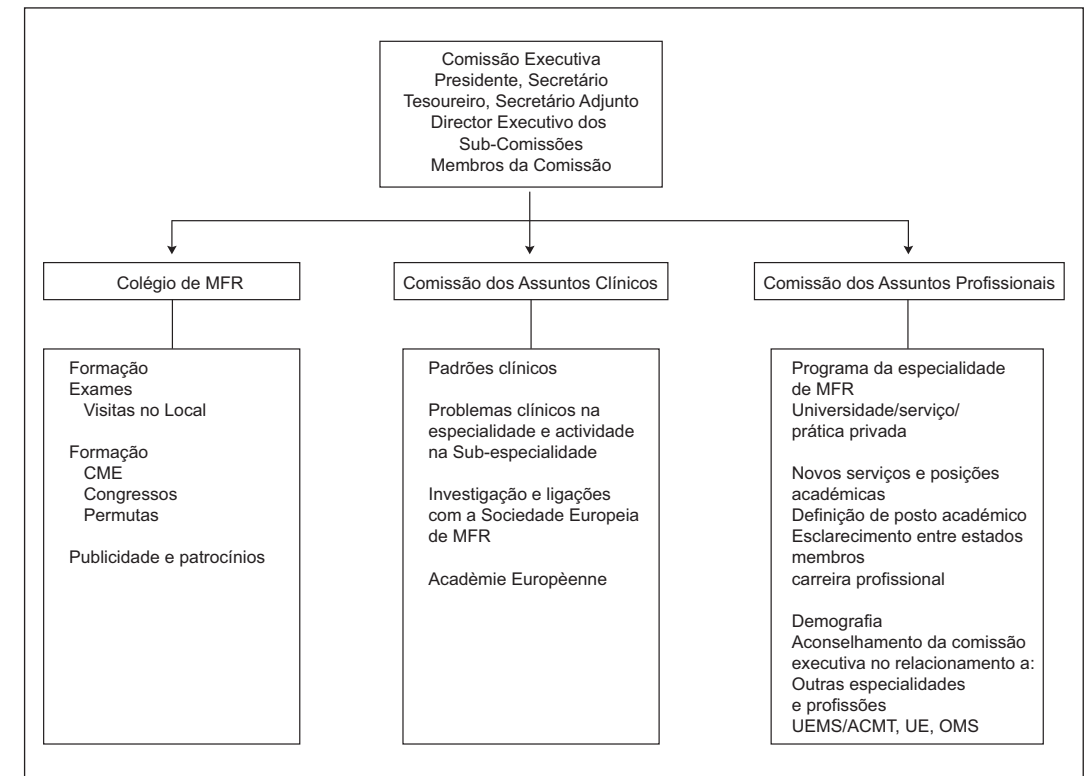 Comissão Executiva
Presidente, Secretário
Tesoureiro, Secretário Adjunto
Director Executivo dos
Sub-Comissões
Membros da Comissão
Colégio de MFR
Comissão dos Assuntos Clínicos
Comissão dos Assuntos Profissionais
Formação
Exames
Visitas no Local
Formação
CME
Congressos
Permutas
Publicidade e patrocínios
Padrões clínicos
Problemas clínicos na
especialidade e actividade
na Sub-especialidade
Investigação e ligações
com a Sociedade Europeia
de MFR
Acadèmie Europèenne
Programa da especialidade
de MFR
Universidade/serviço/
prática privada
Novos serviços e posições
académicas
Definição de posto académico
Esclarecimento entre estados
membros
carreira profissional
Demografia
Aconselhamento da comissão
executiva no relacionamento a:
Outras especialidades
e profissões
UEMS/ACMT, UE, OMS